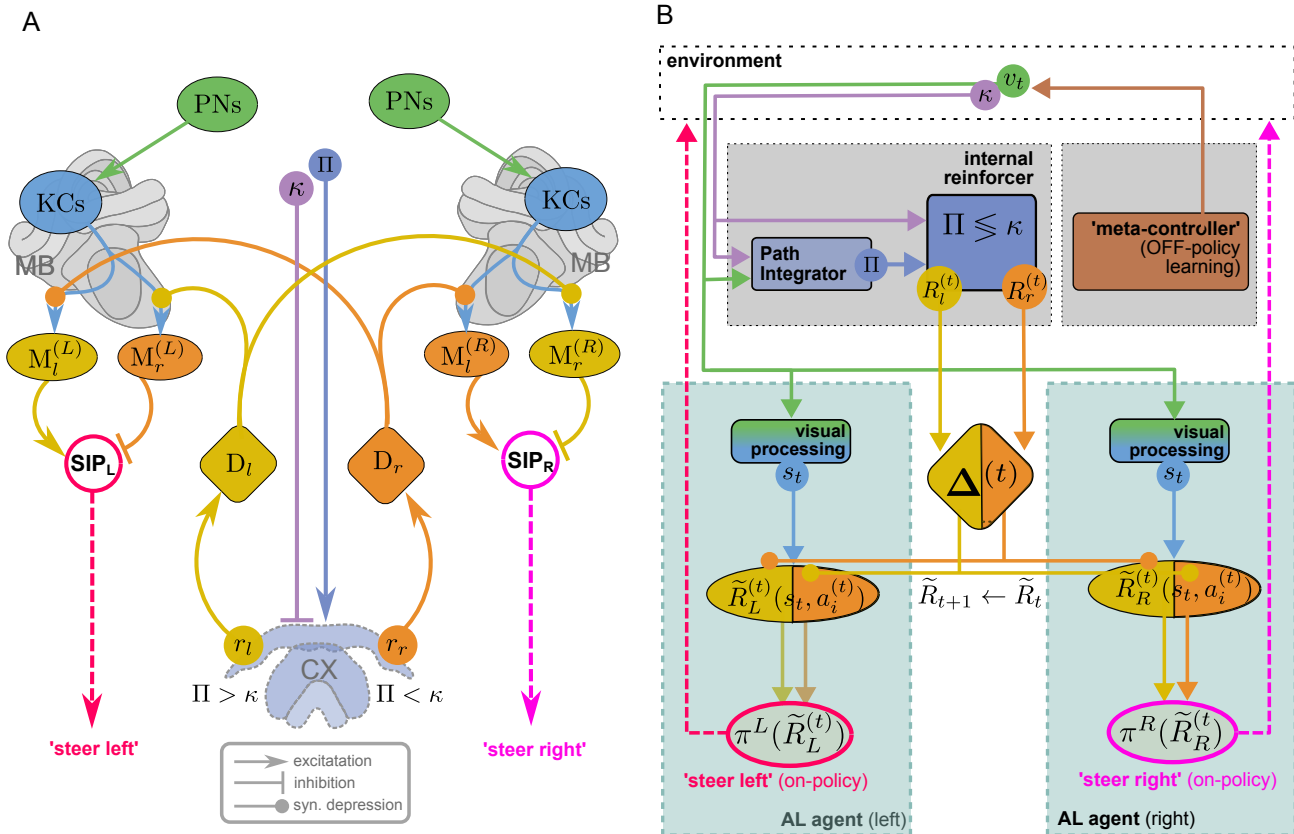 A
PNs
PNs
Π
κ
KCs
KCs
MB
MB
M_l^{(L)}
M_r^{(L)}
M_l^{(R)}
M_r^{(R)}
SIP_L
D_l
D_r
SIP_R
r_l
r_r
CX
Π > κ
Π < κ
'steer left'
'steer right'
excitatation
inhibition
syn. depression
B
environment
v_t
κ
internal
reinforcer
Π ≶ κ
Path
Integrator
Π
R_l^{(t)}
R_r^{(t)}
'meta-controller'
(OFF-policy
learning)
visual
processing
s_t
visual
processing
s_t
Δ(t)
R̃_L^{(t)}(s_t, a_i^{(t)})
R̃_{t+1} ← R̃_t
R̃_R^{(t)}(s_t, a_i^{(t)})
π^L(R̃_L^{(t)})
π^R(R̃_R^{(t)})
'steer left' (on-policy)
'steer right' (on-policy)
AL agent (left)
AL agent (right)